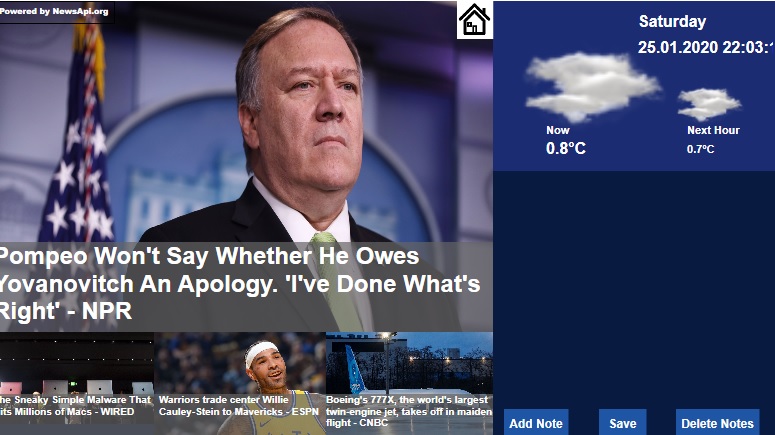 Powered by NewsApi.org
Saturday
25.01.2020 22:03:
Now
0.8°C
Next Hour
0.7°C
Pompeo Won't Say Whether He Owes
Yovanovitch An Apology. 'I've Done What's
Right' - NPR
he Sneaky Simple Malware That
its Millions of Macs - WIRED
Warriors trade center Willie
Cauley-Stein to Mavericks - ESPN
Boeing's 777X, the world's largest
twin-engine jet, takes off in maiden
flight - CNBC
Add Note
Save
Delete Notes